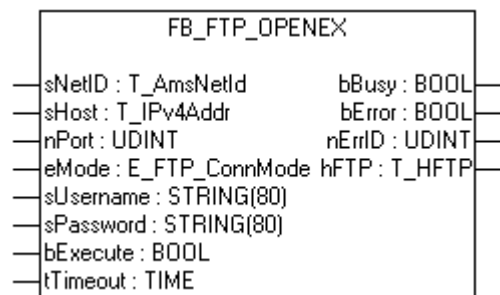 FB_FTP_OPENEX
sNetID : T_AmsNetId bBusy : BOOL
sHost : T_IPv4Addr bError : BOOL
nPort : UDINT nErrID : UDINT
eMode : E_FTP_ConnMode hFTP : T_HFTP
sUsername : STRING(80)
sPassword : STRING(80)
bExecute : BOOL
tTimeout : TIME